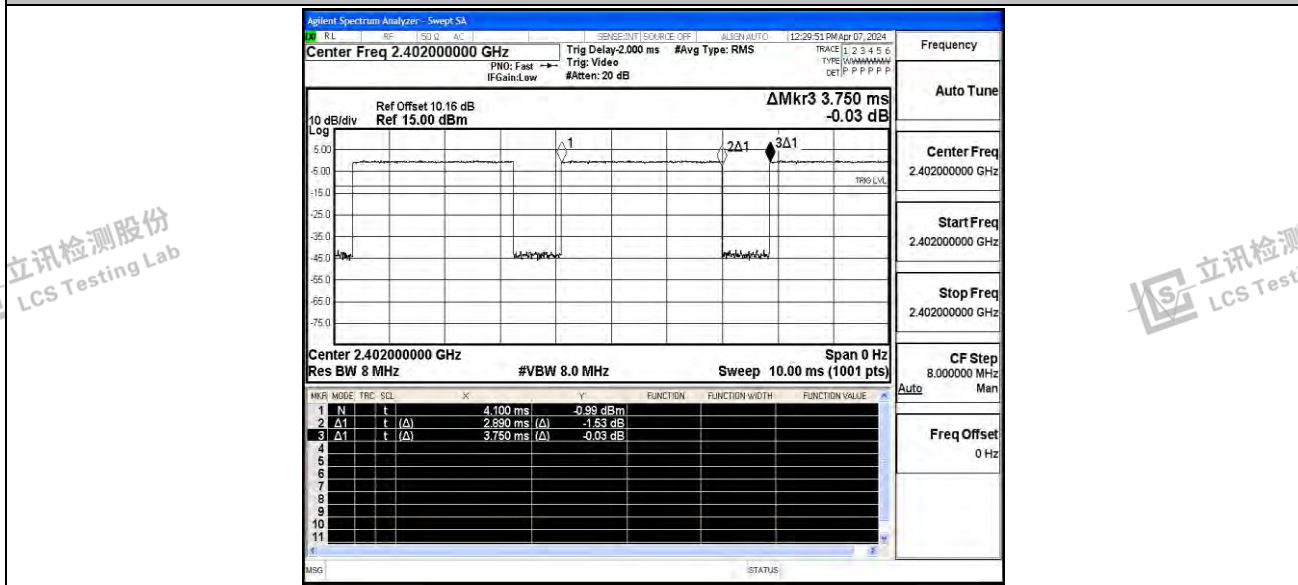 Agilent Spectrum Analyzer - Swept SA
RL RF 50 Ω AC SENSE:INT SOURCE OFF ALIGN AUTO 12:29:51 PM Apr 07, 2024
Center Freq 2.402000000 GHz
PNO: Fast
IFGain:Low
Trig Delay-2.000 ms
Trig: Video
#Atten: 20 dB
#Avg Type: RMS
TRACE 1 2 3 4 5 6
TYPE
DET P P P P P P
Frequency
Auto Tune
Center Freq
2.402000000 GHz
Start Freq
2.402000000 GHz
Stop Freq
2.402000000 GHz
CF Step
8.000000 MHz
Auto Man
Freq Offset
0 Hz
ΔMkr3 3.750 ms
-0.03 dB
Ref Offset 10.16 dB
10 dB/div Ref 15.00 dBm
Log
5.00
-5.00
-15.0
-25.0
-35.0
-45.0
-55.0
-65.0
-75.0
1
2Δ1
3Δ1
TRIG LVL
Center 2.402000000 GHz Span 0 Hz
Res BW 8 MHz #VBW 8.0 MHz Sweep 10.00 ms (1001 pts)
MKR MODE TRC SCL X Y FUNCTION FUNCTION WIDTH FUNCTION VALUE
1 N t 4.100 ms -0.99 dBm
2 Δ1 t (Δ) 2.890 ms (Δ) -1.53 dB
3 Δ1 t (Δ) 3.750 ms (Δ) -0.03 dB
4
5
6
7
8
9
10
11
MSG STATUS
立讯检测股份
LCS Testing Lab
立讯检测
LCS Test